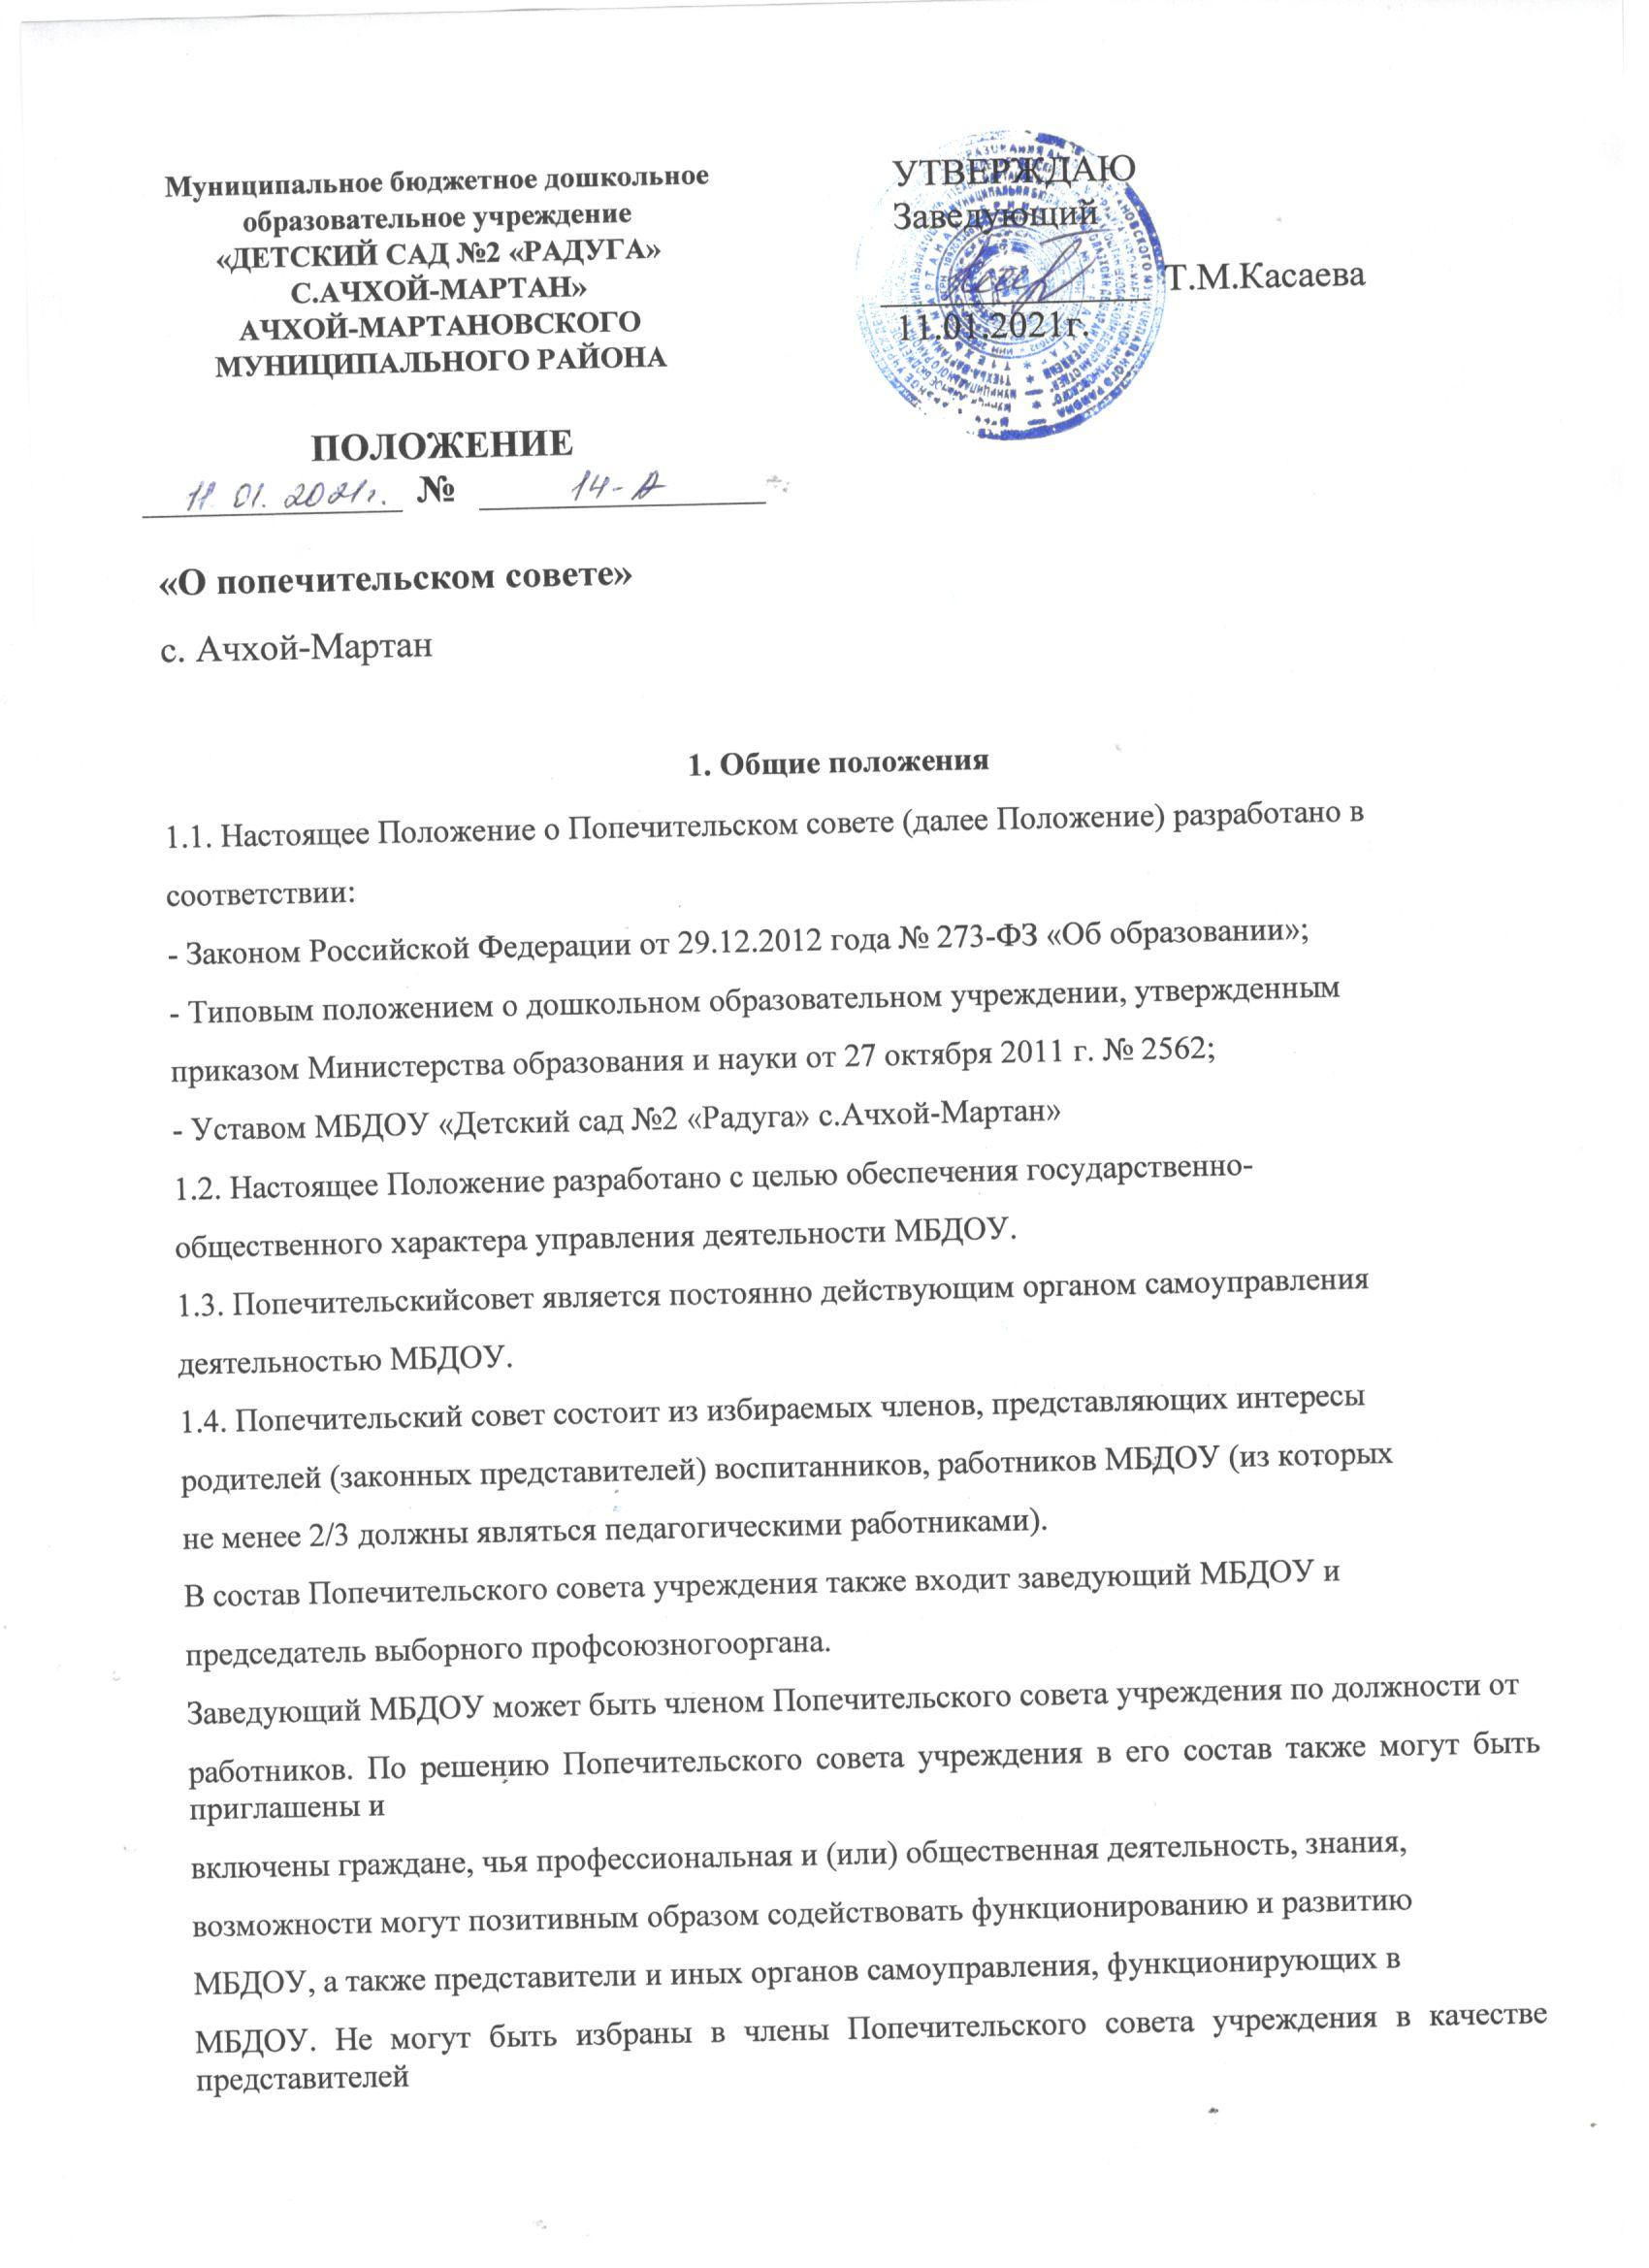 Муниципальное бюджетное дошкольное
образовательное учреждение
«ДЕТСКИЙ САД №2 «РАДУГА»
С.АЧХОЙ-МАРТАН»
АЧХОЙ-МАРТАНОВСКОГО
МУНИЦИПАЛЬНОГО РАЙОНА
УТВЕРЖДАЮ
Заведующий
Т.М.Касаева
11.01.2021г.
ПОЛОЖЕНИЕ
11.01.2021г. № 14-А
«О попечительском совете»
с. Ачхой-Мартан
1. Общие положения
1.1. Настоящее Положение о Попечительском совете (далее Положение) разработано в
соответствии:
- Законом Российской Федерации от 29.12.2012 года № 273-ФЗ «Об образовании»;
- Типовым положением о дошкольном образовательном учреждении, утвержденным
приказом Министерства образования и науки от 27 октября 2011 г. № 2562;
- Уставом МБДОУ «Детский сад №2 «Радуга» с.Ачхой-Мартан»
1.2. Настоящее Положение разработано с целью обеспечения государственно-
общественного характера управления деятельности МБДОУ.
1.3. Попечительскийсовет является постоянно действующим органом самоуправления
деятельностью МБДОУ.
1.4. Попечительский совет состоит из избираемых членов, представляющих интересы
родителей (законных представителей) воспитанников, работников МБДОУ (из которых
не менее 2/3 должны являться педагогическими работниками).
В состав Попечительского совета учреждения также входит заведующий МБДОУ и
председатель выборного профсоюзногооргана.
Заведующий МБДОУ может быть членом Попечительского совета учреждения по должности от
работников. По решению Попечительского совета учреждения в его состав также могут быть
приглашены и
включены граждане, чья профессиональная и (или) общественная деятельность, знания,
возможности могут позитивным образом содействовать функционированию и развитию
МБДОУ, а также представители и иных органов самоуправления, функционирующих в
МБДОУ. Не могут быть избраны в члены Попечительского совета учреждения в качестве
представителей